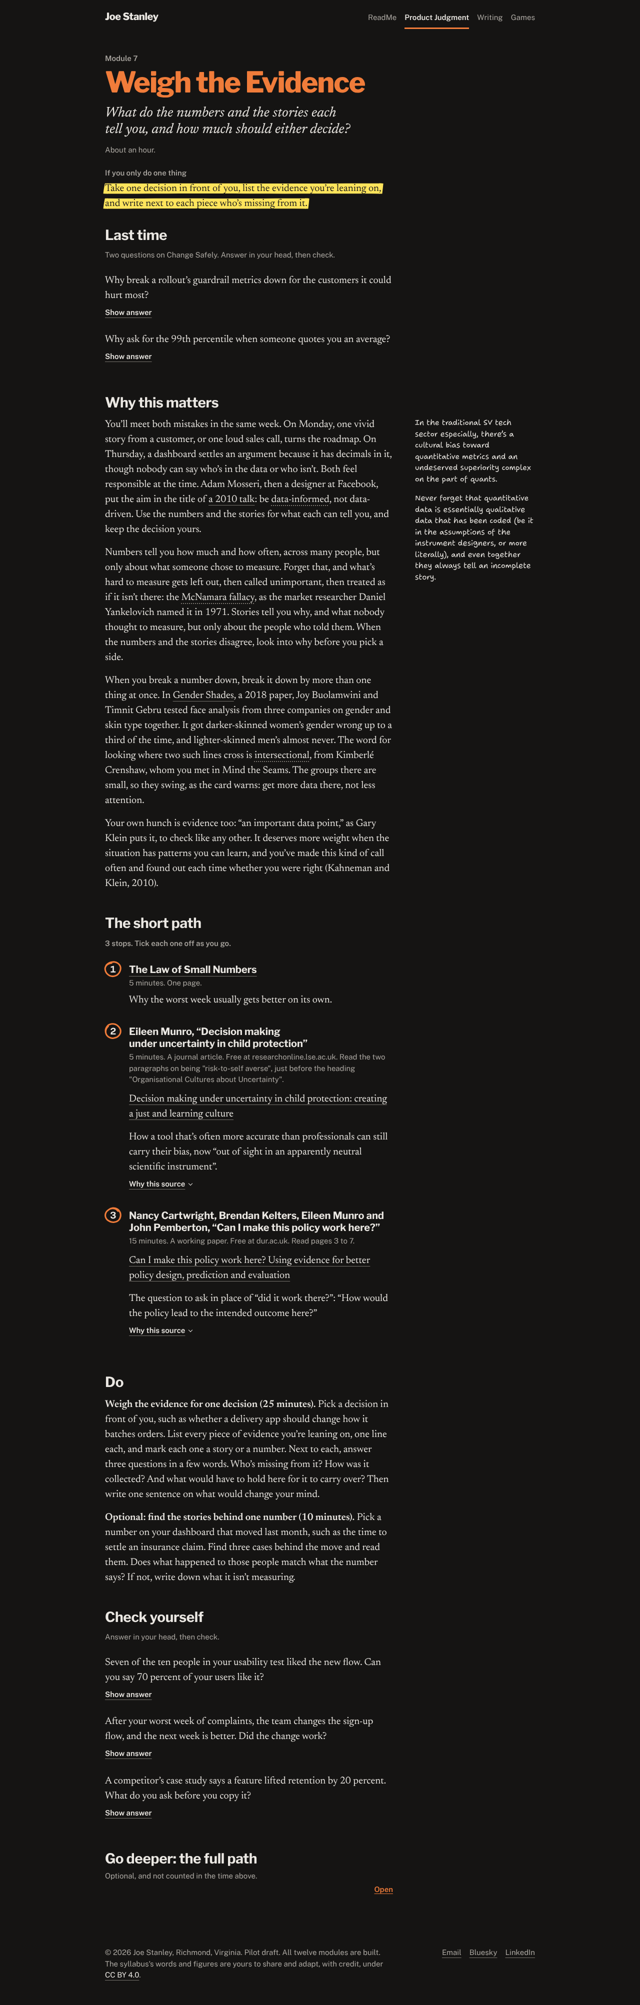 Joe Stanley
ReadMe Product Judgment Writing Games
Module 7
Weigh the Evidence
What do the numbers and the stories each
tell you, and how much should either decide?
About an hour.
If you only do one thing
Take one decision in front of you, list the evidence you're leaning on,
and write next to each piece who's missing from it.
Last time
Two questions on Change Safely. Answer in your head, then check.
Why break a rollout's guardrail metrics down for the customers it could
hurt most?
Show answer
Why ask for the 99th percentile when someone quotes you an average?
Show answer
Why this matters
You'll meet both mistakes in the same week. On Monday, one vivid
story from a customer, or one loud sales call, turns the roadmap. On
Thursday, a dashboard settles an argument because it has decimals in it,
though nobody can say who's in the data or who isn't. Both feel
responsible at the time. Adam Mosseri, then a designer at Facebook,
put the aim in the title of a 2010 talk: be data-informed, not data-
driven. Use the numbers and the stories for what each can tell you, and
keep the decision yours.
In the traditional SV tech
sector especially, there's a
cultural bias toward
quantitative metrics and an
undeserved superiority complex
on the part of quants.
Never forget that quantitative
data is essentially qualitative
data that has been coded (be it
in the assumptions of the
instrument designers, or more
literally), and even together
they always tell an incomplete
story.
Numbers tell you how much and how often, across many people, but
only about what someone chose to measure. Forget that, and what's
hard to measure gets left out, then called unimportant, then treated as
if it isn't there: the McNamara fallacy, as the market researcher Daniel
Yankelovich named it in 1971. Stories tell you why, and what nobody
thought to measure, but only about the people who told them. When
the numbers and the stories disagree, look into why before you pick a
side.
When you break a number down, break it down by more than one
thing at once. In Gender Shades, a 2018 paper, Joy Buolamwini and
Timnit Gebru tested face analysis from three companies on gender and
skin type together. It got darker-skinned women's gender wrong up to a
third of the time, and lighter-skinned men's almost never. The word for
looking where two such lines cross is intersectional, from Kimberlé
Crenshaw, whom you met in Mind the Seams. The groups there are
small, so they swing, as the card warns: get more data there, not less
attention.
Your own hunch is evidence too: "an important data point," as Gary
Klein puts it, to check like any other. It deserves more weight when the
situation has patterns you can learn, and you've made this kind of call
often and found out each time whether you were right (Kahneman and
Klein, 2010).
The short path
3 stops. Tick each one off as you go.
1 The Law of Small Numbers
5 minutes. One page.
Why the worst week usually gets better on its own.
2 Eileen Munro, "Decision making
under uncertainty in child protection"
5 minutes. A journal article. Free at researchonline.lse.ac.uk. Read the two
paragraphs on being "risk-to-self averse", just before the heading
"Organisational Cultures about Uncertainty".
Decision making under uncertainty in child protection: creating
a just and learning culture
How a tool that's often more accurate than professionals can still
carry their bias, now "out of sight in an apparently neutral
scientific instrument".
Why this source
3 Nancy Cartwright, Brendan Kelters, Eileen Munro and
John Pemberton, "Can I make this policy work here?"
15 minutes. A working paper. Free at dur.ac.uk. Read pages 3 to 7.
Can I make this policy work here? Using evidence for better
policy design, prediction and evaluation
The question to ask in place of "did it work there?": "How would
the policy lead to the intended outcome here?"
Why this source
Do
Weigh the evidence for one decision (25 minutes). Pick a decision in
front of you, such as whether a delivery app should change how it
batches orders. List every piece of evidence you're leaning on, one line
each, and mark each one a story or a number. Next to each, answer
three questions in a few words. Who's missing from it? How was it
collected? And what would have to hold here for it to carry over? Then
write one sentence on what would change your mind.
Optional: find the stories behind one number (10 minutes). Pick a
number on your dashboard that moved last month, such as the time to
settle an insurance claim. Find three cases behind the move and read
them. Does what happened to those people match what the number
says? If not, write down what it isn't measuring.
Check yourself
Answer in your head, then check.
Seven of the ten people in your usability test liked the new flow. Can
you say 70 percent of your users like it?
Show answer
After your worst week of complaints, the team changes the sign-up
flow, and the next week is better. Did the change work?
Show answer
A competitor's case study says a feature lifted retention by 20 percent.
What do you ask before you copy it?
Show answer
Go deeper: the full path
Optional, and not counted in the time above.
Open
© 2026 Joe Stanley, Richmond, Virginia. Pilot draft. All twelve modules are built.
The syllabus's words and figures are yours to share and adapt, with credit, under
CC BY 4.0.
Email Bluesky LinkedIn